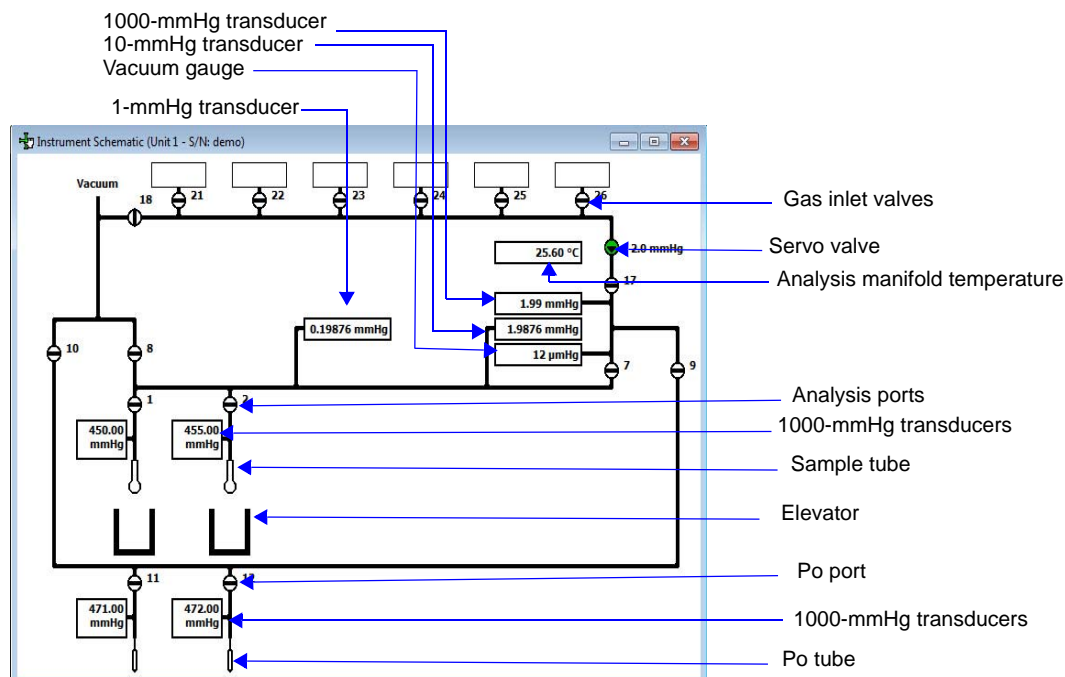 1000-mmHg transducer
10-mmHg transducer
Vacuum gauge
1-mmHg transducer
Instrument Schematic (Unit 1 - S/N: demo)
Vacuum
18
21
22
23
24
25
26
Gas inlet valves
2.0 mmHg
Servo valve
25.60 °C
Analysis manifold temperature
17
1.99 mmHg
0.19876 mmHg
1.9876 mmHg
12 µmHg
10
8
7
9
1
2
Analysis ports
450.00
mmHg
455.00
mmHg
1000-mmHg transducers
Sample tube
Elevator
11
12
Po port
471.00
mmHg
472.00
mmHg
1000-mmHg transducers
Po tube